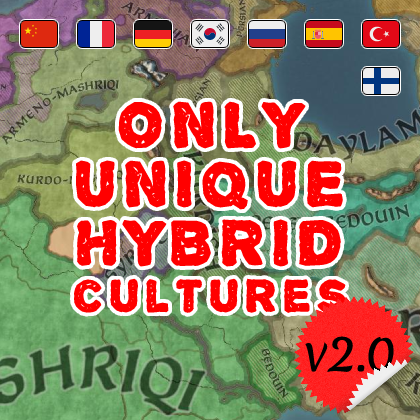 ARMENO-MASHRIQI
ONLY
DAYLAM
UNIQUE
KURDO-
BEDOUIN
HYBRID
CULTURES
v2.0
SHRIQI
BEDOUIN